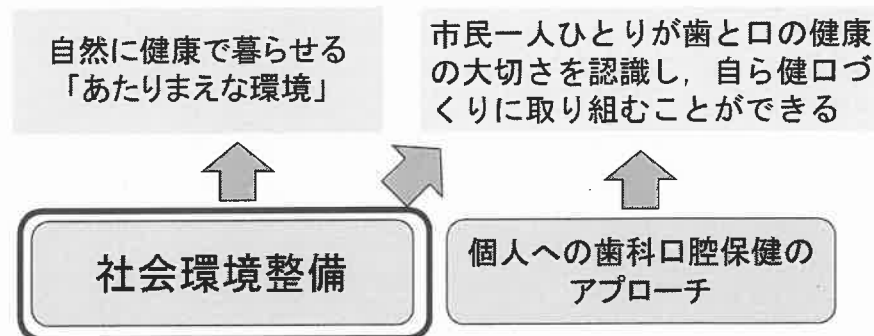 自然に健康で暮らせる
「あたりまえな環境」
市民一人ひとりが歯と口の健康
の大切さを認識し，自ら健口づ
くりに取り組むことができる
社会環境整備
個人への歯科口腔保健の
アプローチ